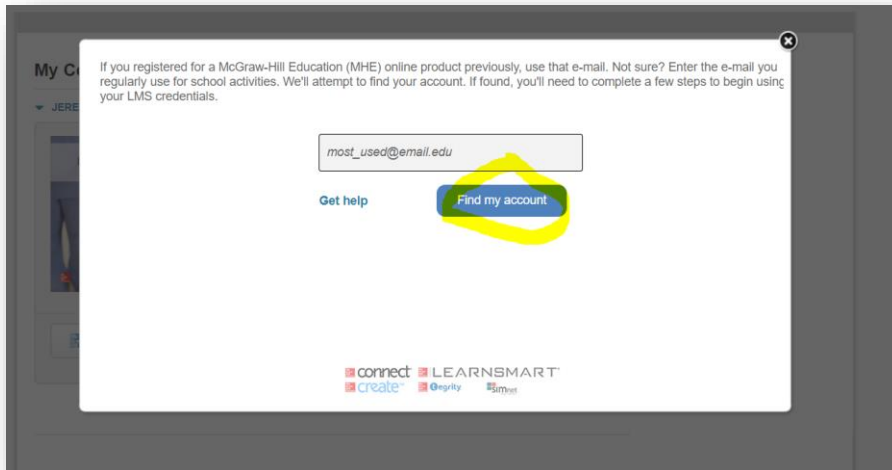 My C
JERE
If you registered for a McGraw-Hill Education (MHE) online product previously, use that e-mail. Not sure? Enter the e-mail you
regularly use for school activities. We'll attempt to find your account. If found, you'll need to complete a few steps to begin using
your LMS credentials.
most_used@email.edu
Get help Find my account
connect LEARNSMART
create tegrity simnet